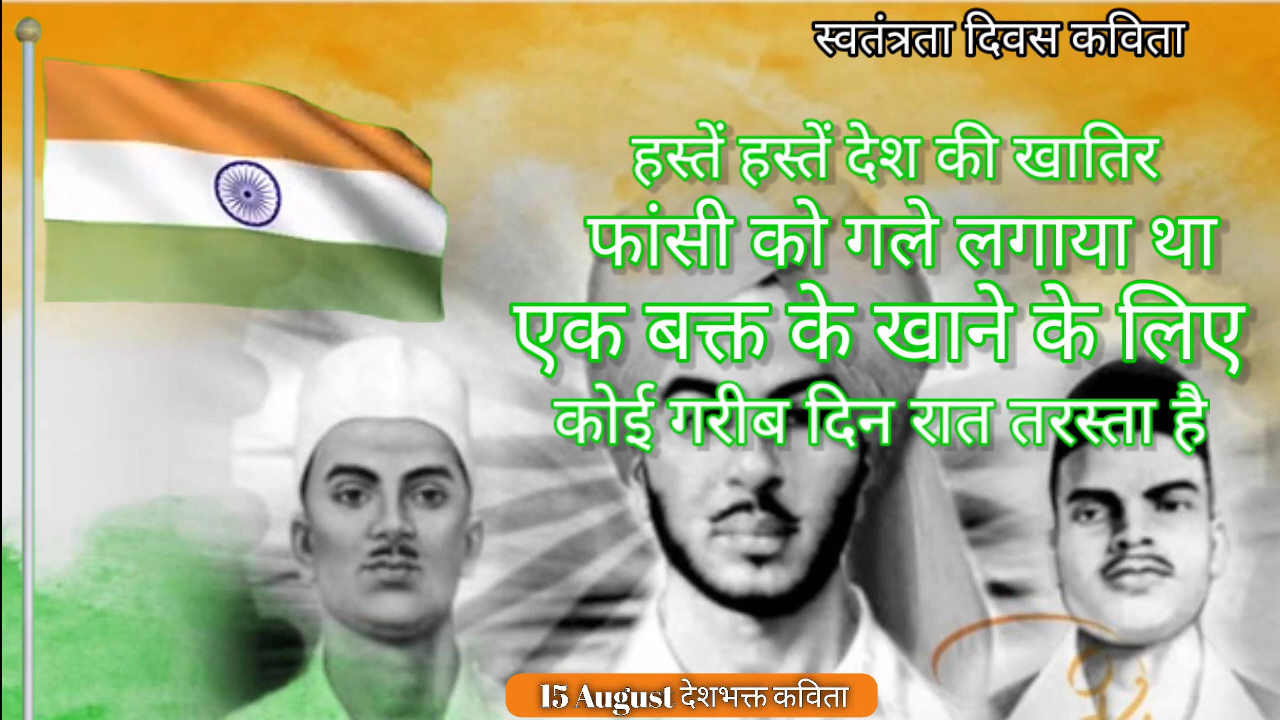 स्वतंत्रता दिवस कविता
हस्तें हस्तें देश की खातिर
फांसी को गले लगाया था
एक बक्त के खाने के लिए
कोई गरीब दिन रात तरस्ता है
15 August देशभक्त कविता